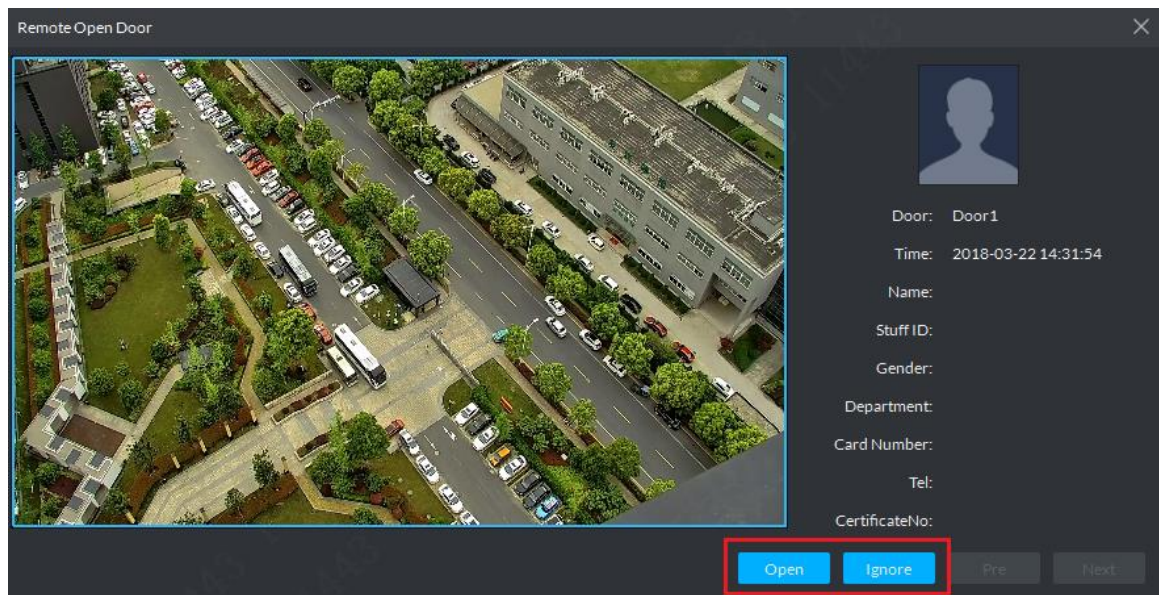 Remote Open Door
Door: Door1
Time: 2018-03-22 14:31:54
Name:
Stuff ID:
Gender:
Department:
Card Number:
Tel:
CertificateNo:
Open Ignore Pre Next